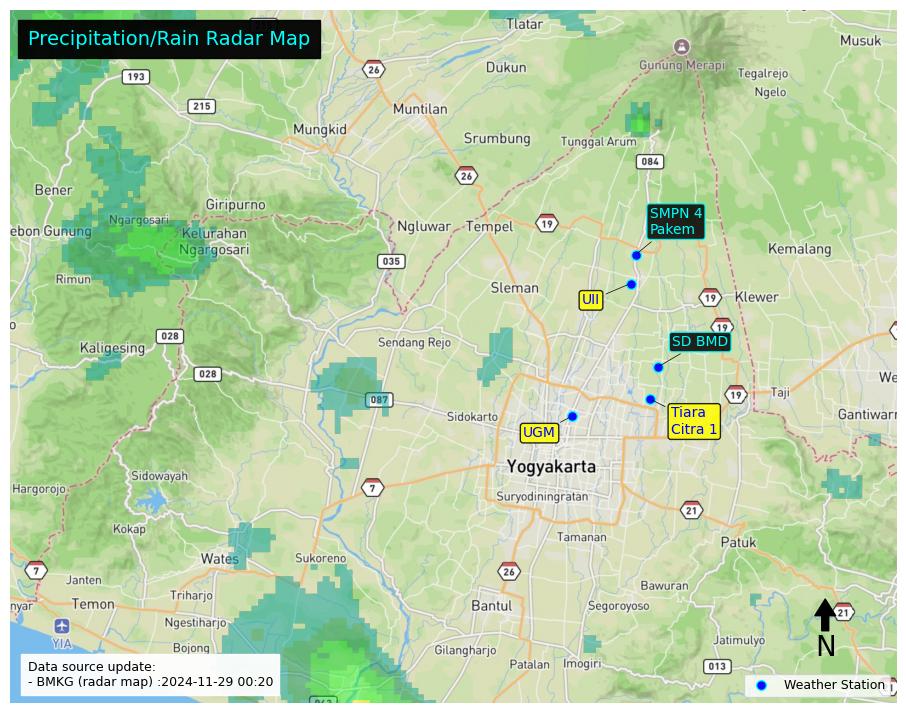 Precipitation/Rain Radar Map
Tlatar
Musuk
26
Gunung Merapi
Dukun
Tegalrejo
193
Ngelo
215
Muntilan
Mungkid
Srumbung
Tunggal Arum
084
26
Bener
Giripurno
SMPN 4
Pakem
Ngargosari
ebon Gunung
Kelurahan
Ngargosari
Ngluwar
Tempel
19
Kemalang
035
Rimun
Sleman
UII
19
Klewer
19
028
Kaligesing
Sendang Rejo
SD BMD
028
We
087
19
Taji
Sidokarto
Tiara
Citra 1
Gantiwarn
UGM
Yogyakarta
Sidowayah
Hargorojo
7
Suryodiningratan
21
Kokap
Tamanan
Patuk
Wates
Sukoreno
7
26
Janten
Bawuran
Triharjo
nyar
Temon
Bantul
Segoroyoso
21
Ngestiharjo
YIA
N
Bojong
Gilangharjo
Jatimulyo
Patalan
Imogiri
013
Data source update:
- BMKG (radar map) :2024-11-29 00:20
Weather Station